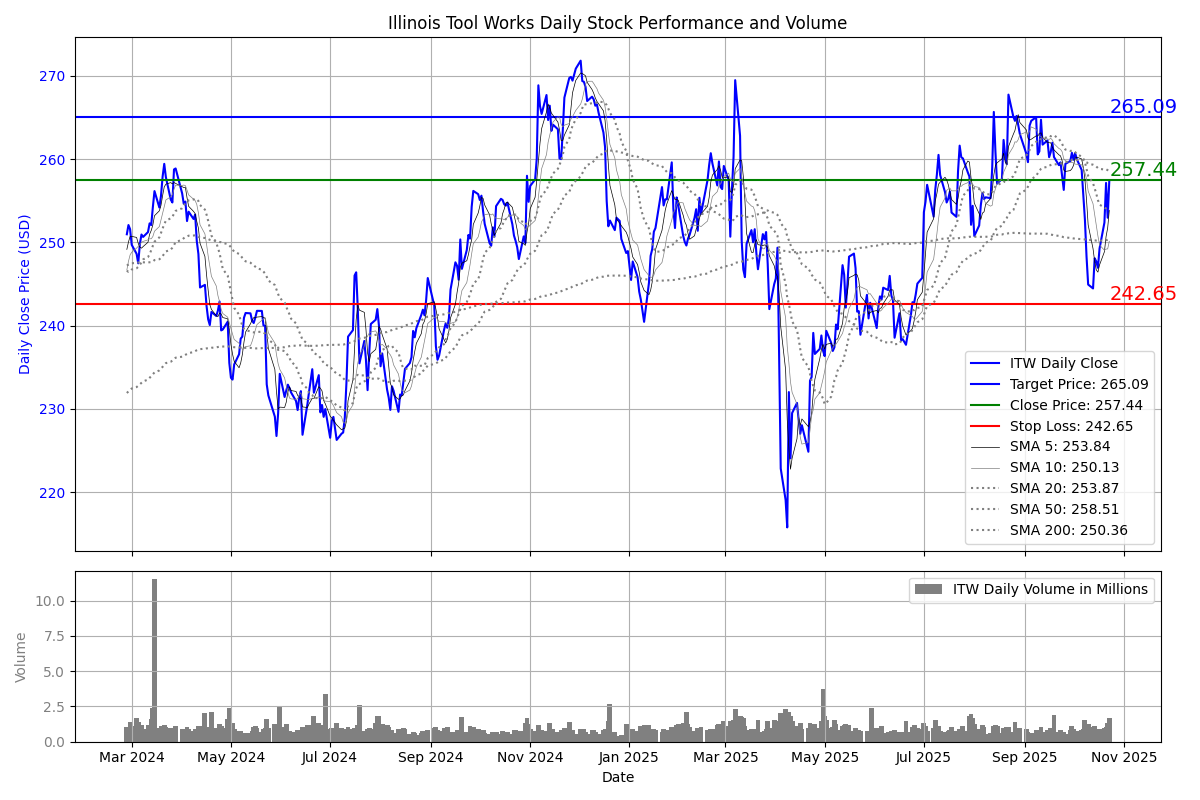 Illinois Tool Works Daily Stock Performance and Volume
Daily Close Price (USD)
270
260
250
240
230
220
265.09
257.44
242.65
ITW Daily Close
Target Price: 265.09
Close Price: 257.44
Stop Loss: 242.65
SMA 5: 253.84
SMA 10: 250.13
SMA 20: 253.87
SMA 50: 258.51
SMA 200: 250.36
Volume
10.0
7.5
5.0
2.5
0.0
ITW Daily Volume in Millions
Mar 2024 May 2024 Jul 2024 Sep 2024 Nov 2024 Jan 2025 Mar 2025 May 2025 Jul 2025 Sep 2025 Nov 2025
Date